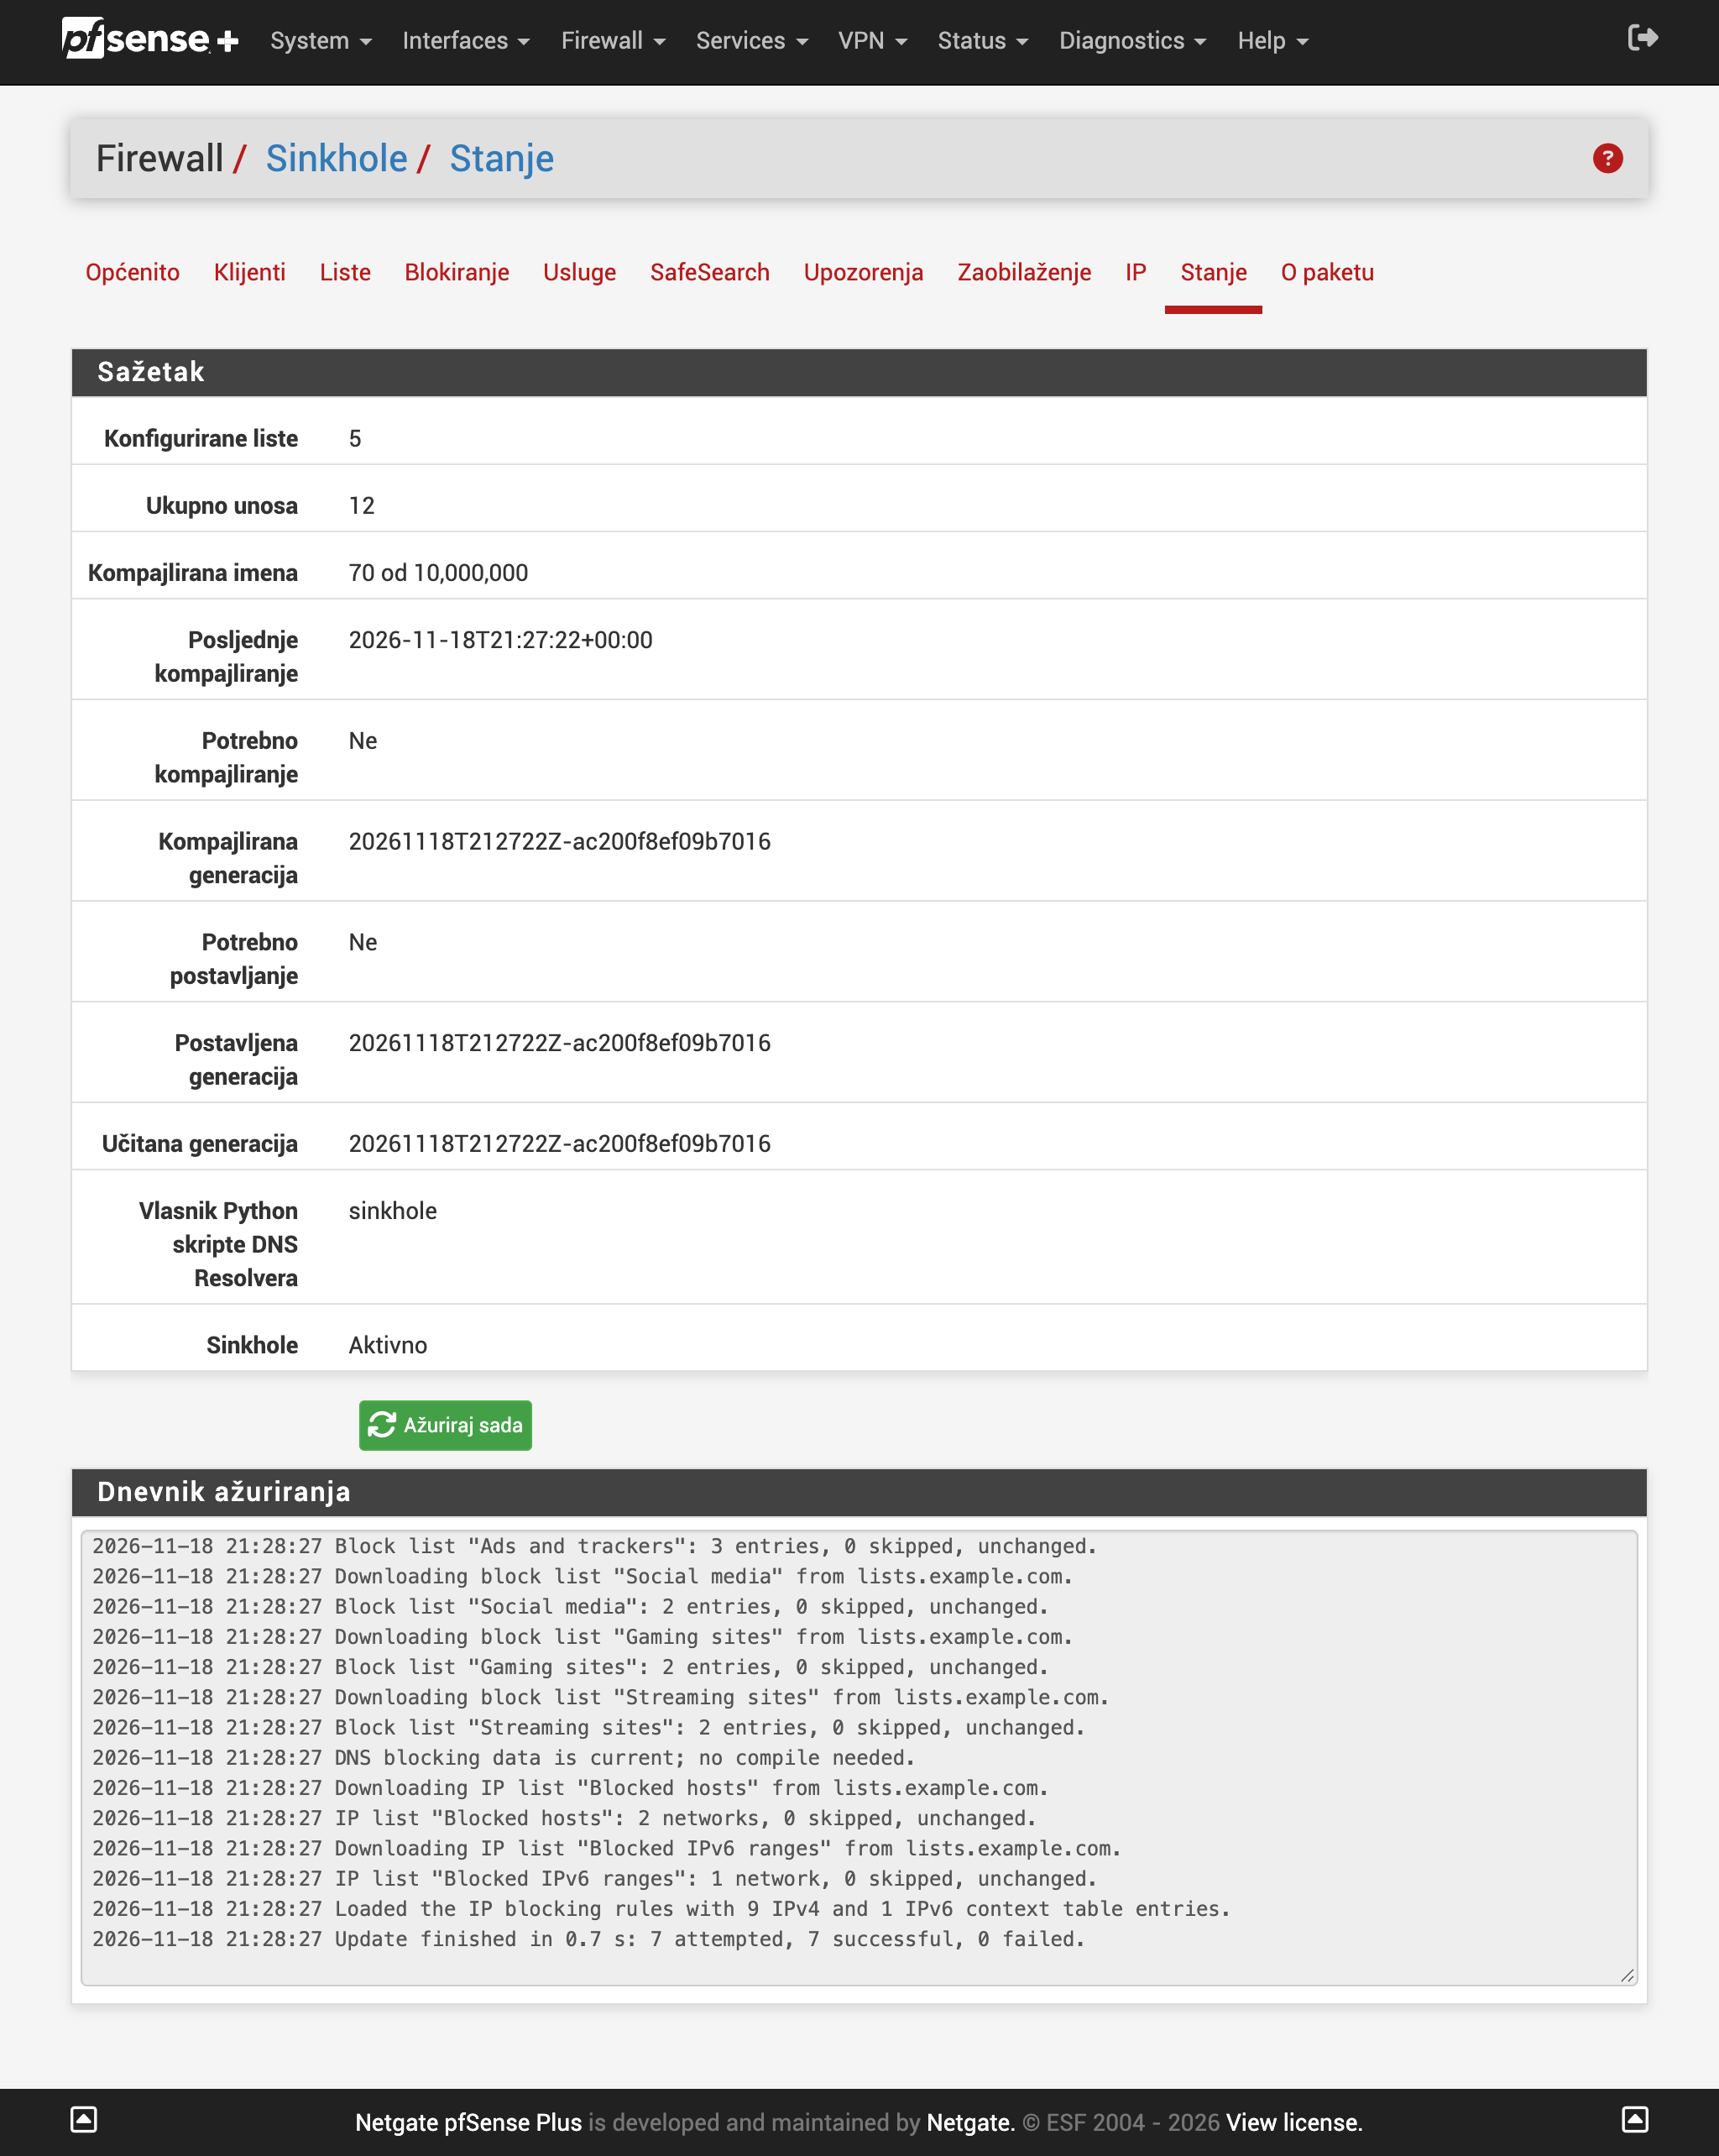 pfsense +
System Interfaces Firewall Services VPN Status Diagnostics Help
Firewall / Sinkhole / Stanje
?
Općenito Klijenti Liste Blokiranje Usluge SafeSearch Upozorenja Zaobilaženje IP Stanje O paketu
Sažetak
Konfigurirane liste 5
Ukupno unosa 12
Kompajlirana imena 70 od 10,000,000
Posljednje kompajliranje 2026-11-18T21:27:22+00:00
Potrebno kompajliranje Ne
Kompajlirana generacija 20261118T212722Z-ac200f8ef09b7016
Potrebno postavljanje Ne
Postavljena generacija 20261118T212722Z-ac200f8ef09b7016
Učitana generacija 20261118T212722Z-ac200f8ef09b7016
Vlasnik Python skripte DNS Resolvera sinkhole
Sinkhole Aktivno
Ažuriraj sada
Dnevnik ažuriranja
2026-11-18 21:28:27 Block list "Ads and trackers": 3 entries, 0 skipped, unchanged.
2026-11-18 21:28:27 Downloading block list "Social media" from lists.example.com.
2026-11-18 21:28:27 Block list "Social media": 2 entries, 0 skipped, unchanged.
2026-11-18 21:28:27 Downloading block list "Gaming sites" from lists.example.com.
2026-11-18 21:28:27 Block list "Gaming sites": 2 entries, 0 skipped, unchanged.
2026-11-18 21:28:27 Downloading block list "Streaming sites" from lists.example.com.
2026-11-18 21:28:27 Block list "Streaming sites": 2 entries, 0 skipped, unchanged.
2026-11-18 21:28:27 DNS blocking data is current; no compile needed.
2026-11-18 21:28:27 Downloading IP list "Blocked hosts" from lists.example.com.
2026-11-18 21:28:27 IP list "Blocked hosts": 2 networks, 0 skipped, unchanged.
2026-11-18 21:28:27 Downloading IP list "Blocked IPv6 ranges" from lists.example.com.
2026-11-18 21:28:27 IP list "Blocked IPv6 ranges": 1 network, 0 skipped, unchanged.
2026-11-18 21:28:27 Loaded the IP blocking rules with 9 IPv4 and 1 IPv6 context table entries.
2026-11-18 21:28:27 Update finished in 0.7 s: 7 attempted, 7 successful, 0 failed.
Netgate pfSense Plus is developed and maintained by Netgate. © ESF 2004 - 2026 View license.